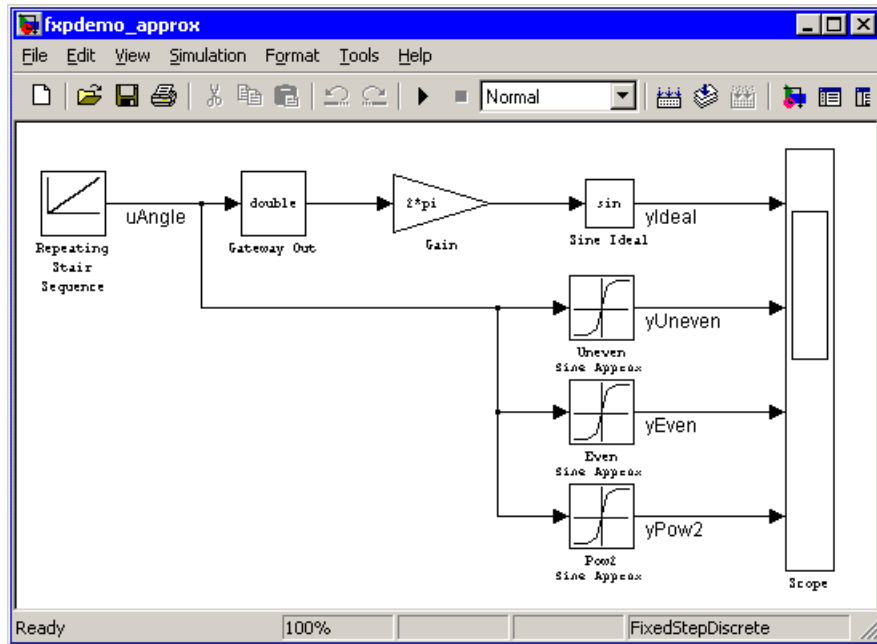 fxpdemo_approx
File Edit View Simulation Format Tools Help
Normal
uAngle
double
2*pi
sin
yIdeal
Repeating
Stair
Sequence
Gateway Out
Gain
Sine Ideal
yUneven
Uneven
Sine Approx
yEven
Even
Sine Approx
yPow2
Pow2
Sine Approx
Scope
Ready 100% FixedStepDiscrete